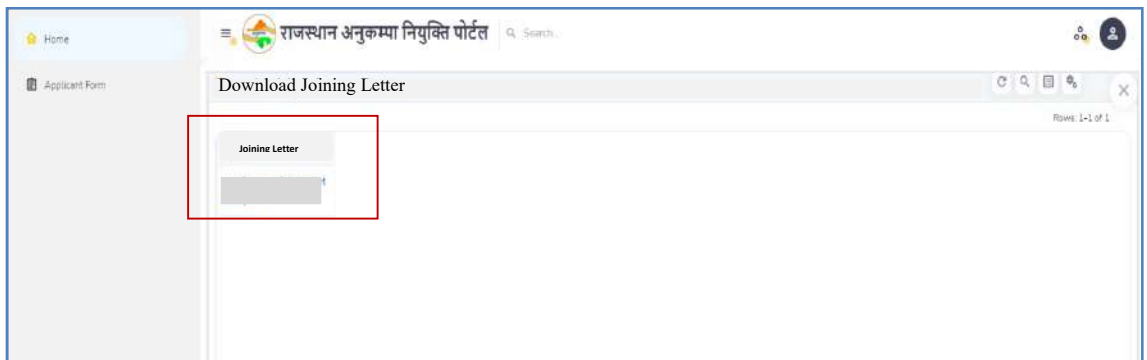 Home
राजस्थान अनुकम्पा नियुक्ति पोर्टल
Search..
Applicant Form
Download Joining Letter
Rows: 1-1 of 1
Joining Letter